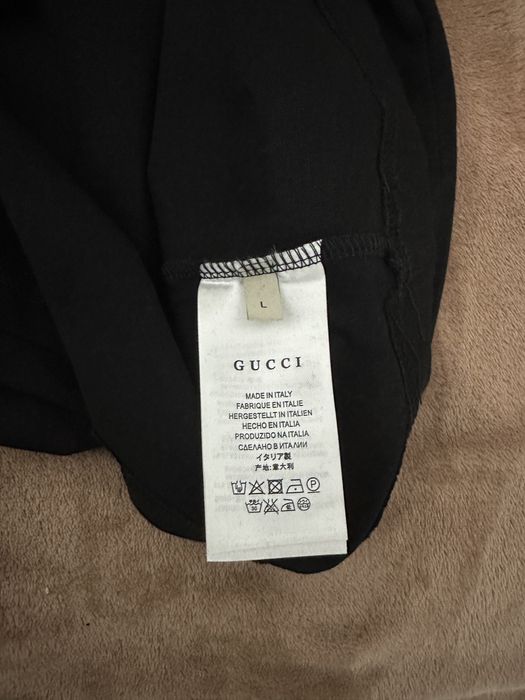 L
GUCCI
MADE IN ITALY
FABRIQUE EN ITALIE
HERGESTELLT IN ITALIEN
HECHO EN ITALIA
PRODUZIDO NA ITALIA
СДЕЛАНО В ИТАЛИИ
イタリア製
产地:意大利
P